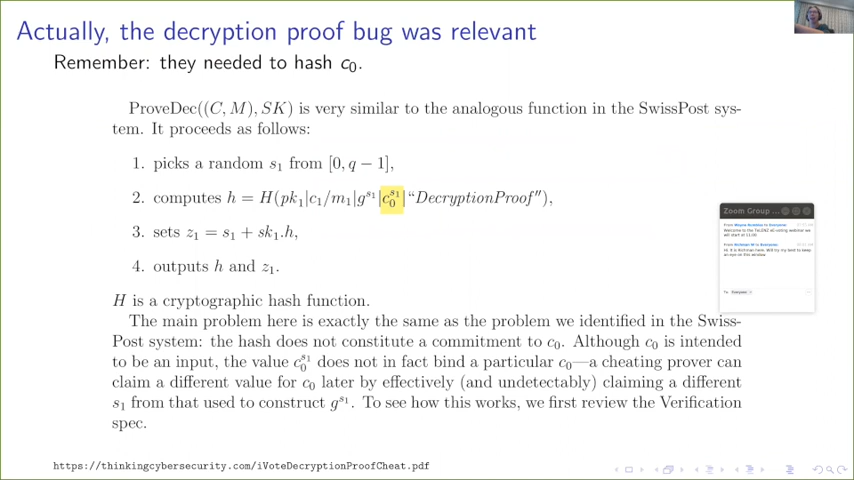 Actually, the decryption proof bug was relevant
Remember: they needed to hash c₀.
ProveDec((C, M), SK) is very similar to the analogous function in the SwissPost sys-
tem. It proceeds as follows:
1. picks a random s₁ from [0, q − 1],
2. computes h = H(pk₁|c₁/m₁|g^{s₁}|c₀^{s₁}|“DecryptionProof”),
3. sets z₁ = s₁ + sk₁.h,
4. outputs h and z₁.
H is a cryptographic hash function.
The main problem here is exactly the same as the problem we identified in the Swiss-
Post system: the hash does not constitute a commitment to c₀. Although c₀ is intended
to be an input, the value c₀^{s₁} does not in fact bind a particular c₀—a cheating prover can
claim a different value for c₀ later by effectively (and undetectably) claiming a different
s₁ from that used to construct g^{s₁}. To see how this works, we first review the Verification
spec.
https://thinkingcybersecurity.com/iVoteDecryptionProofCheat.pdf
Zoom Group ...